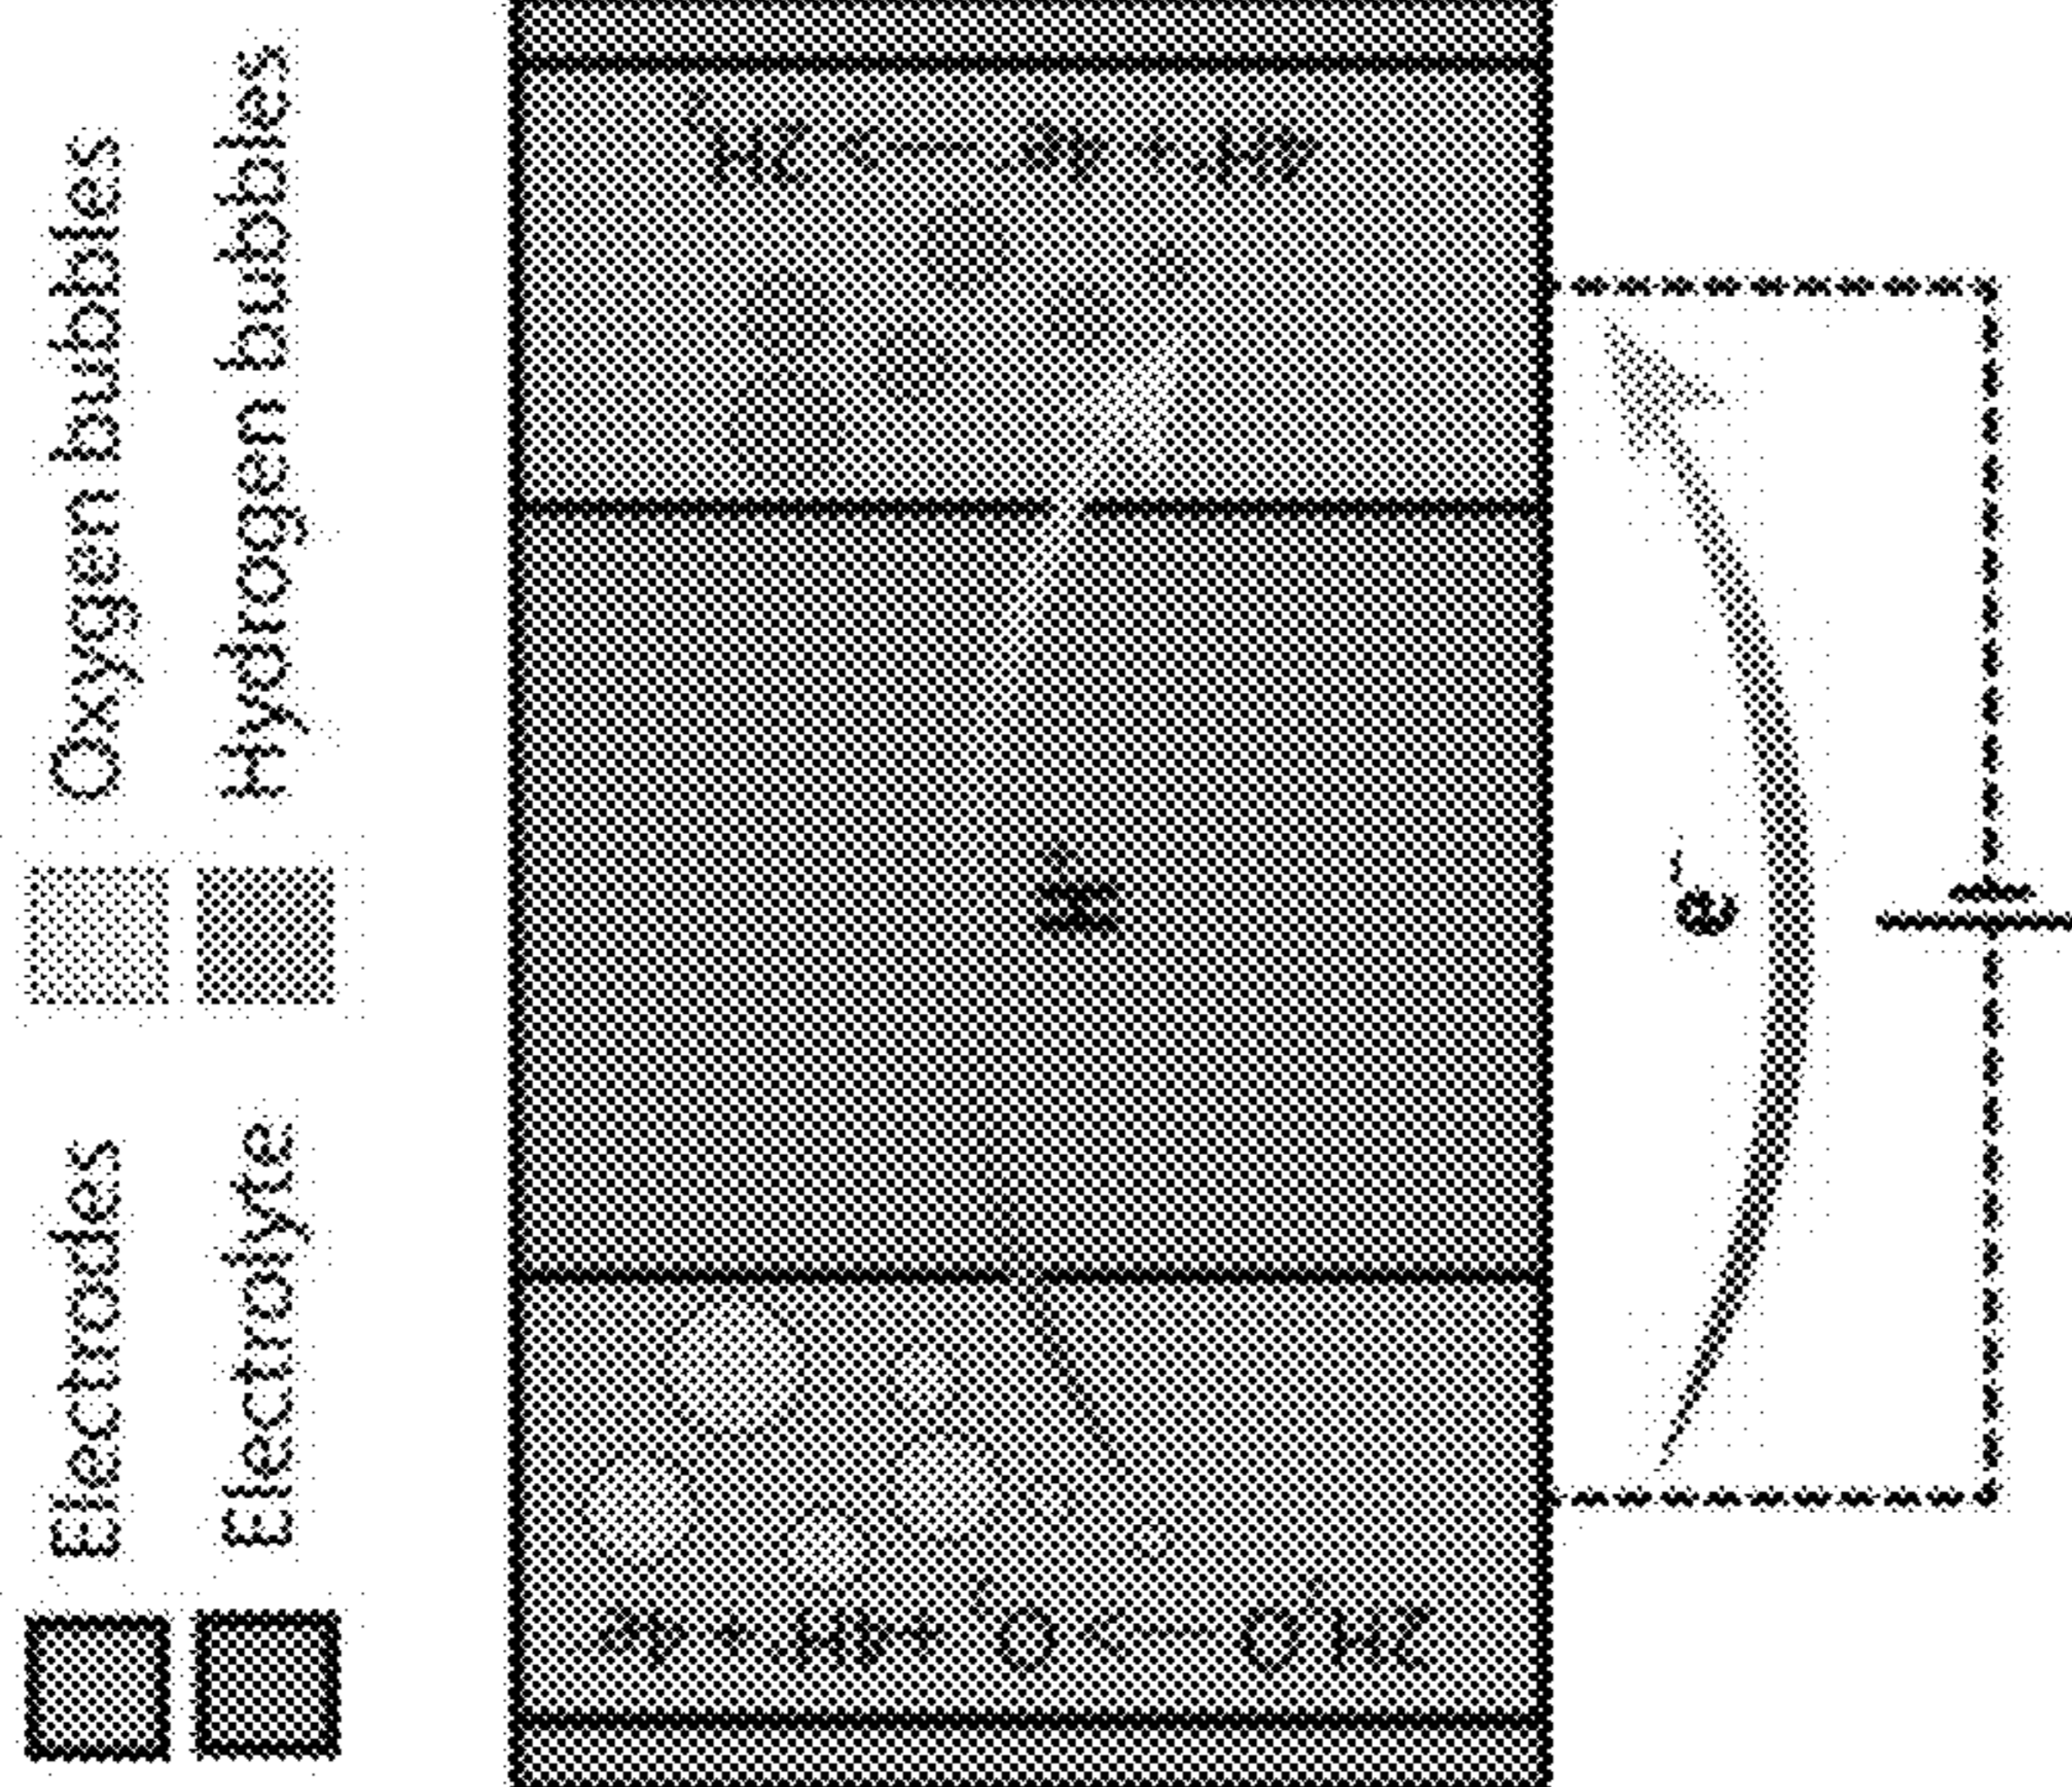 Electrodes
Oxygen bubbles
Electrolyte
Hydrogen bubbles
2H₂O ---> O₂ + 4H⁺ + 4e⁻
H⁺
4H⁺ + 4e⁻ ---> 2H₂
e⁻